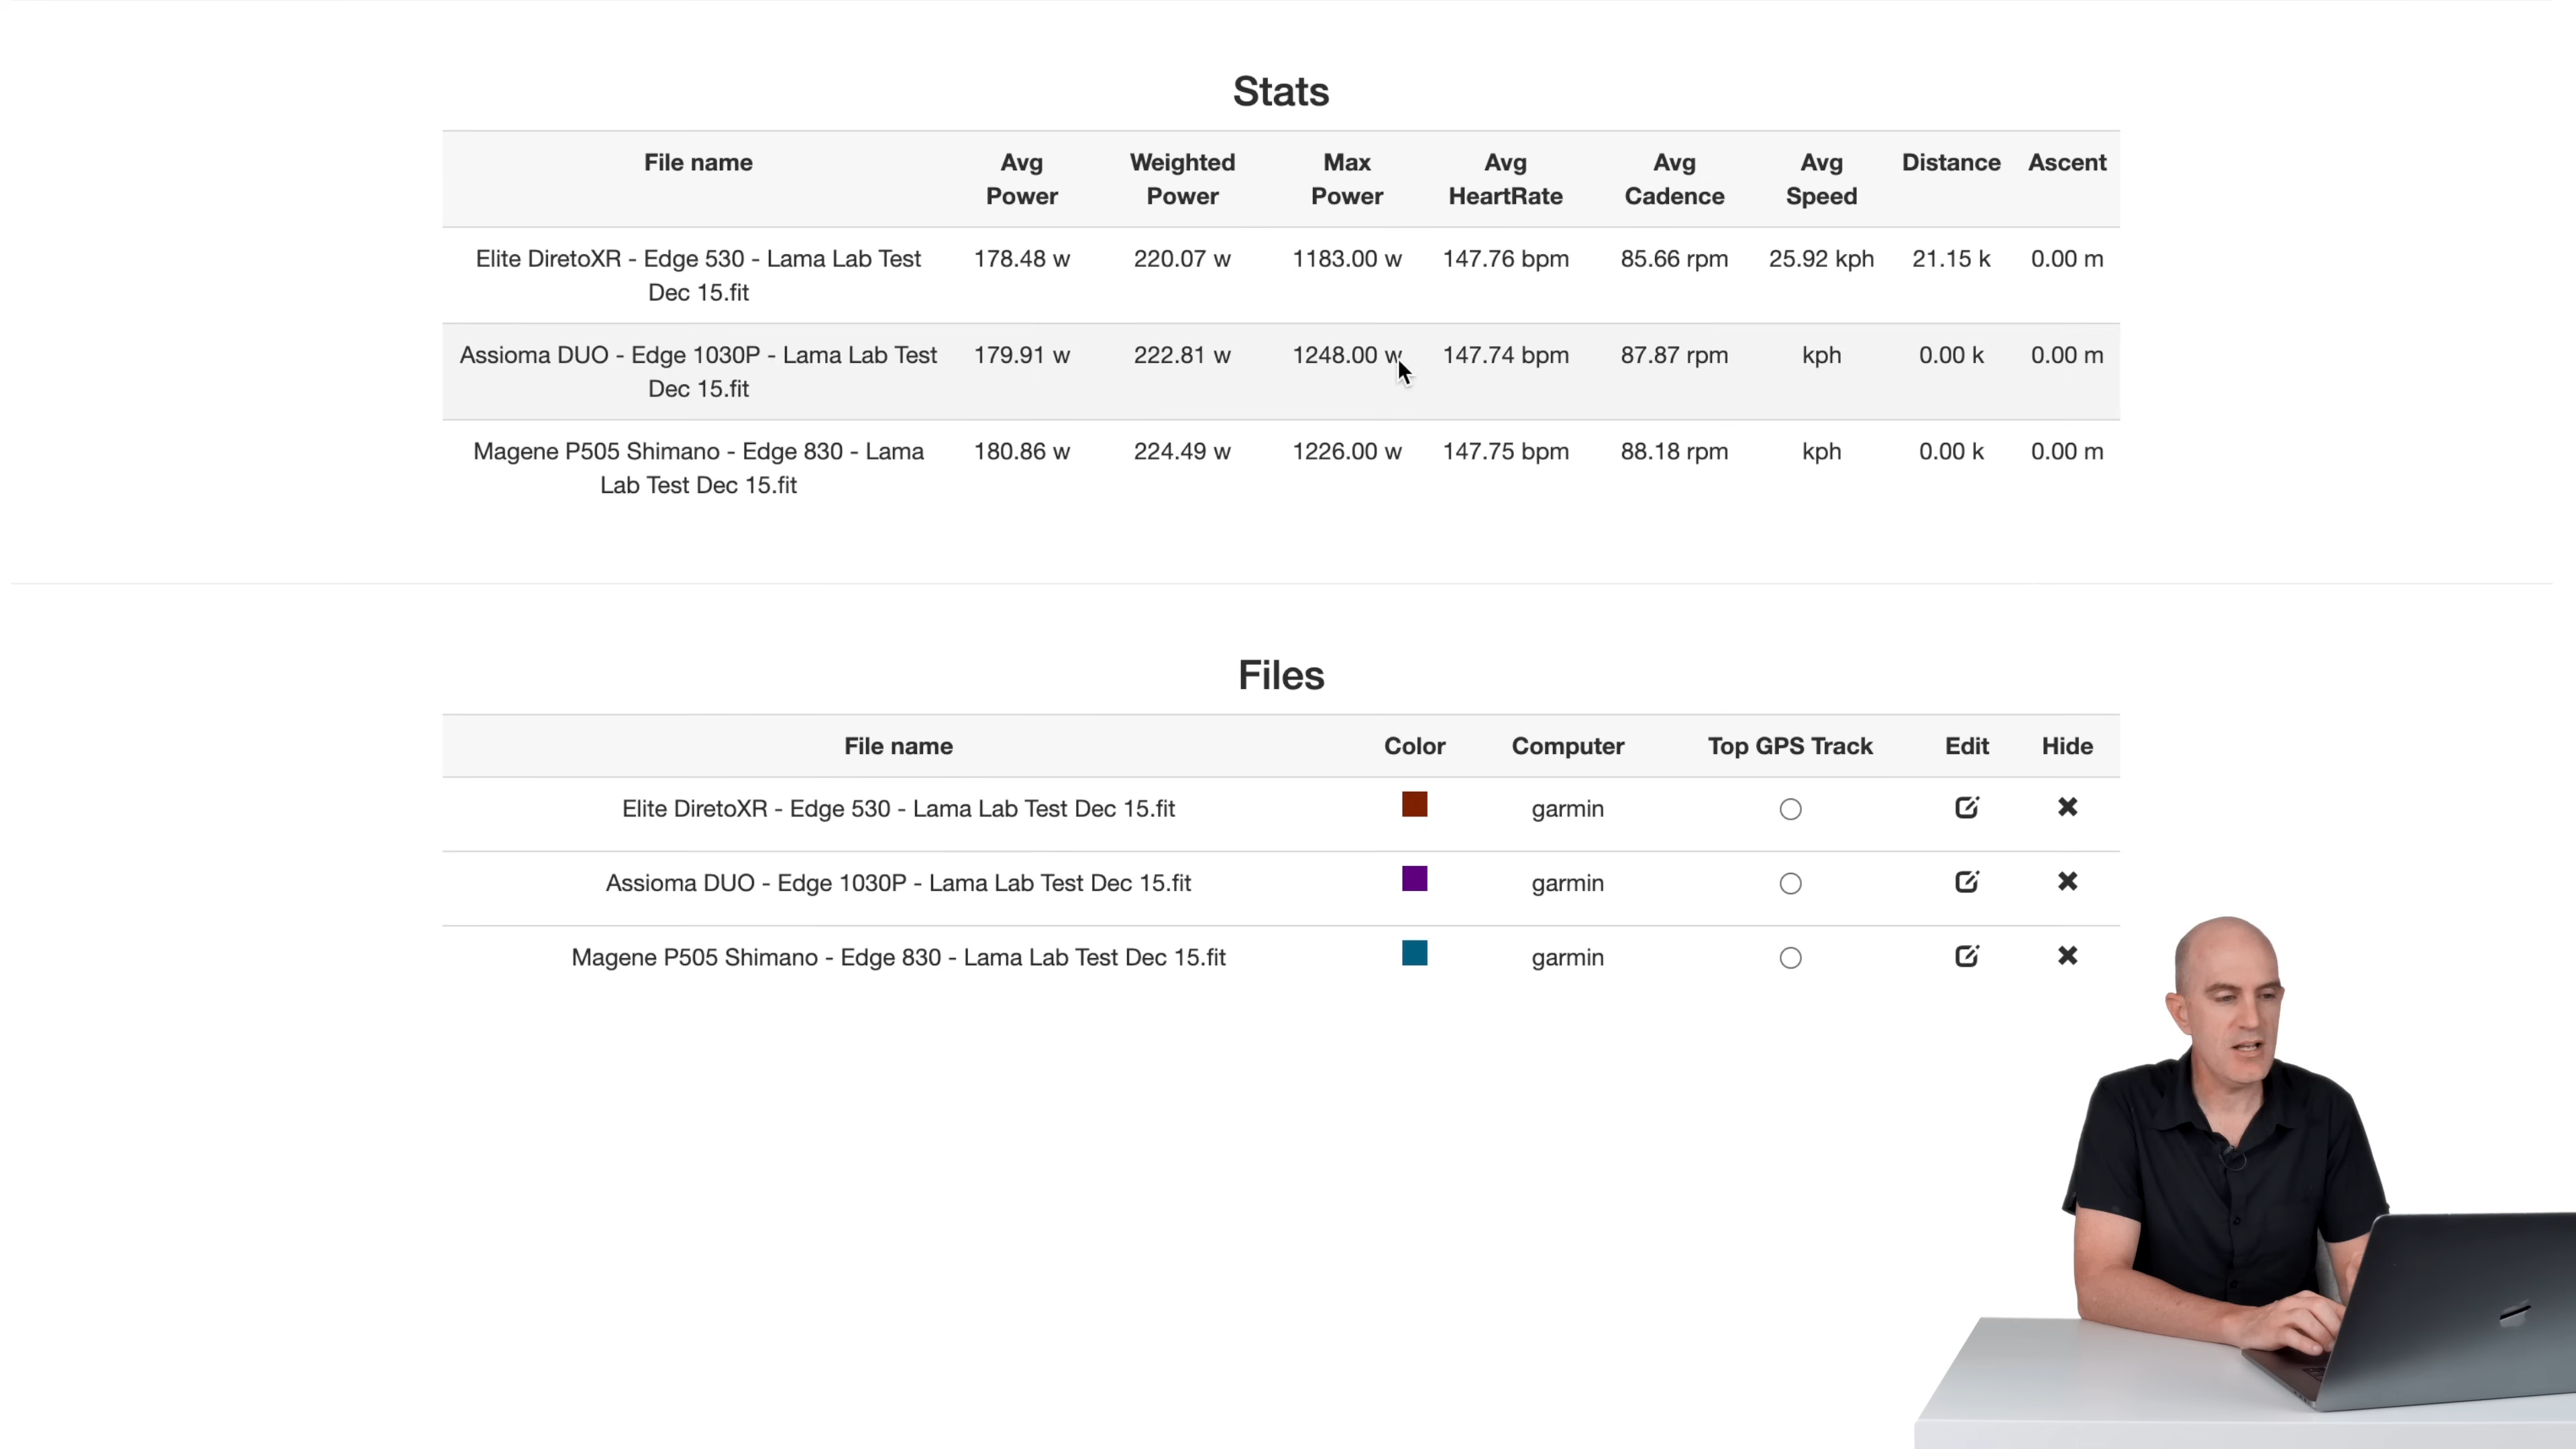 Stats
File name Avg Power Weighted Power Max Power Avg HeartRate Avg Cadence Avg Speed Distance Ascent
Elite DiretoXR - Edge 530 - Lama Lab Test Dec 15.fit 178.48 w 220.07 w 1183.00 w 147.76 bpm 85.66 rpm 25.92 kph 21.15 k 0.00 m
Assioma DUO - Edge 1030P - Lama Lab Test Dec 15.fit 179.91 w 222.81 w 1248.00 w 147.74 bpm 87.87 rpm kph 0.00 k 0.00 m
Magene P505 Shimano - Edge 830 - Lama Lab Test Dec 15.fit 180.86 w 224.49 w 1226.00 w 147.75 bpm 88.18 rpm kph 0.00 k 0.00 m
Files
File name Color Computer Top GPS Track Edit Hide
Elite DiretoXR - Edge 530 - Lama Lab Test Dec 15.fit garmin
Assioma DUO - Edge 1030P - Lama Lab Test Dec 15.fit garmin
Magene P505 Shimano - Edge 830 - Lama Lab Test Dec 15.fit garmin